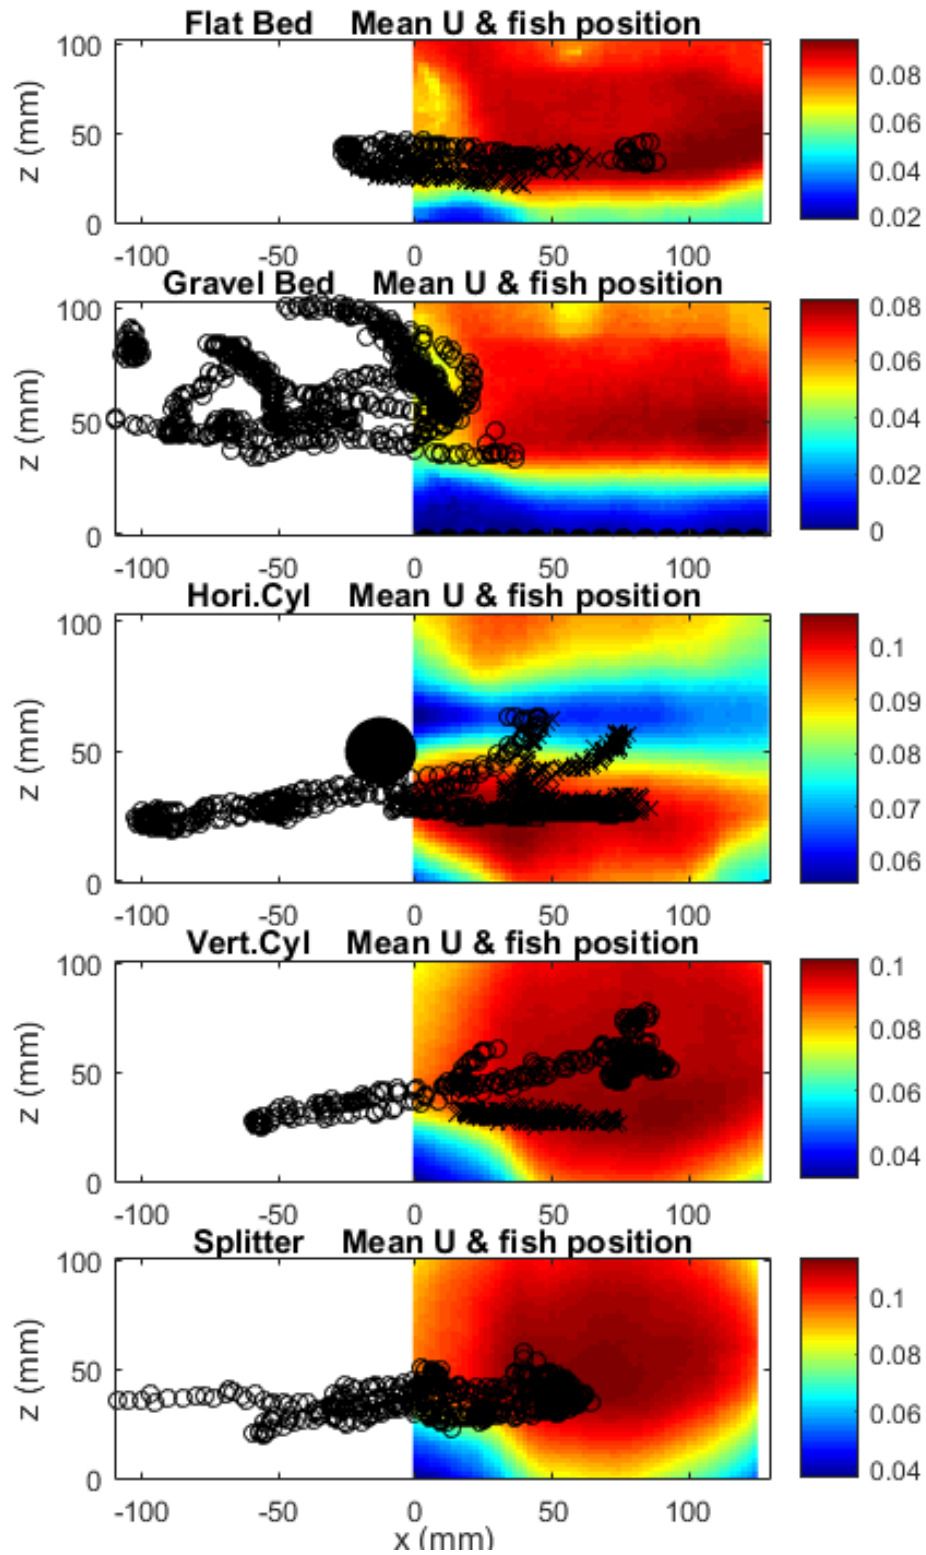 Flat Bed Mean U & fish position
100
50
0
z (mm)
-100 -50 0 50 100
0.08
0.06
0.04
0.02
Gravel Bed Mean U & fish position
100
50
0
z (mm)
-100 -50 0 50 100
0.08
0.06
0.04
0.02
0
Hori.Cyl Mean U & fish position
100
50
0
z (mm)
-100 -50 0 50 100
0.1
0.09
0.08
0.07
0.06
Vert.Cyl Mean U & fish position
100
50
0
z (mm)
-100 -50 0 50 100
0.1
0.08
0.06
0.04
Splitter Mean U & fish position
100
50
0
z (mm)
-100 -50 0 50 100
x (mm)
0.1
0.08
0.06
0.04